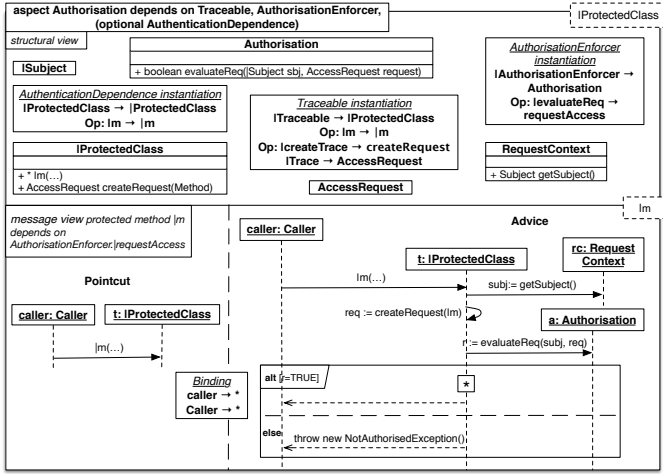 aspect Authorisation depends on Traceable, AuthorisationEnforcer,
(optional AuthenticationDependence)
|ProtectedClass
structural view
|Subject
Authorisation
+ boolean evaluateReq(|Subject sbj, AccessRequest request)
AuthorisationEnforcer
instantiation
|AuthorisationEnforcer →
Authorisation
Op: |evaluateReq →
requestAccess
AuthenticationDependence instantiation
|ProtectedClass → |ProtectedClass
Op: |m → |m
Traceable instantiation
|Traceable → |ProtectedClass
Op: |m → |m
Op: |createTrace → createRequest
|Trace → AccessRequest
|ProtectedClass
+ * |m(…)
+ AccessRequest createRequest(Method)
RequestContext
+ Subject getSubject()
AccessRequest
|m
message view protected method |m
depends on
AuthorisationEnforcer.|requestAccess
Pointcut
caller: Caller
t: |ProtectedClass
|m(…)
Binding
caller → *
Caller → *
Advice
caller: Caller
t: |ProtectedClass
rc: Request
Context
|m(…)
subj:= getSubject()
req := createRequest(|m)
a: Authorisation
r := evaluateReq(subj, req)
alt [r=TRUE]
*
else
throw new NotAuthorisedException()